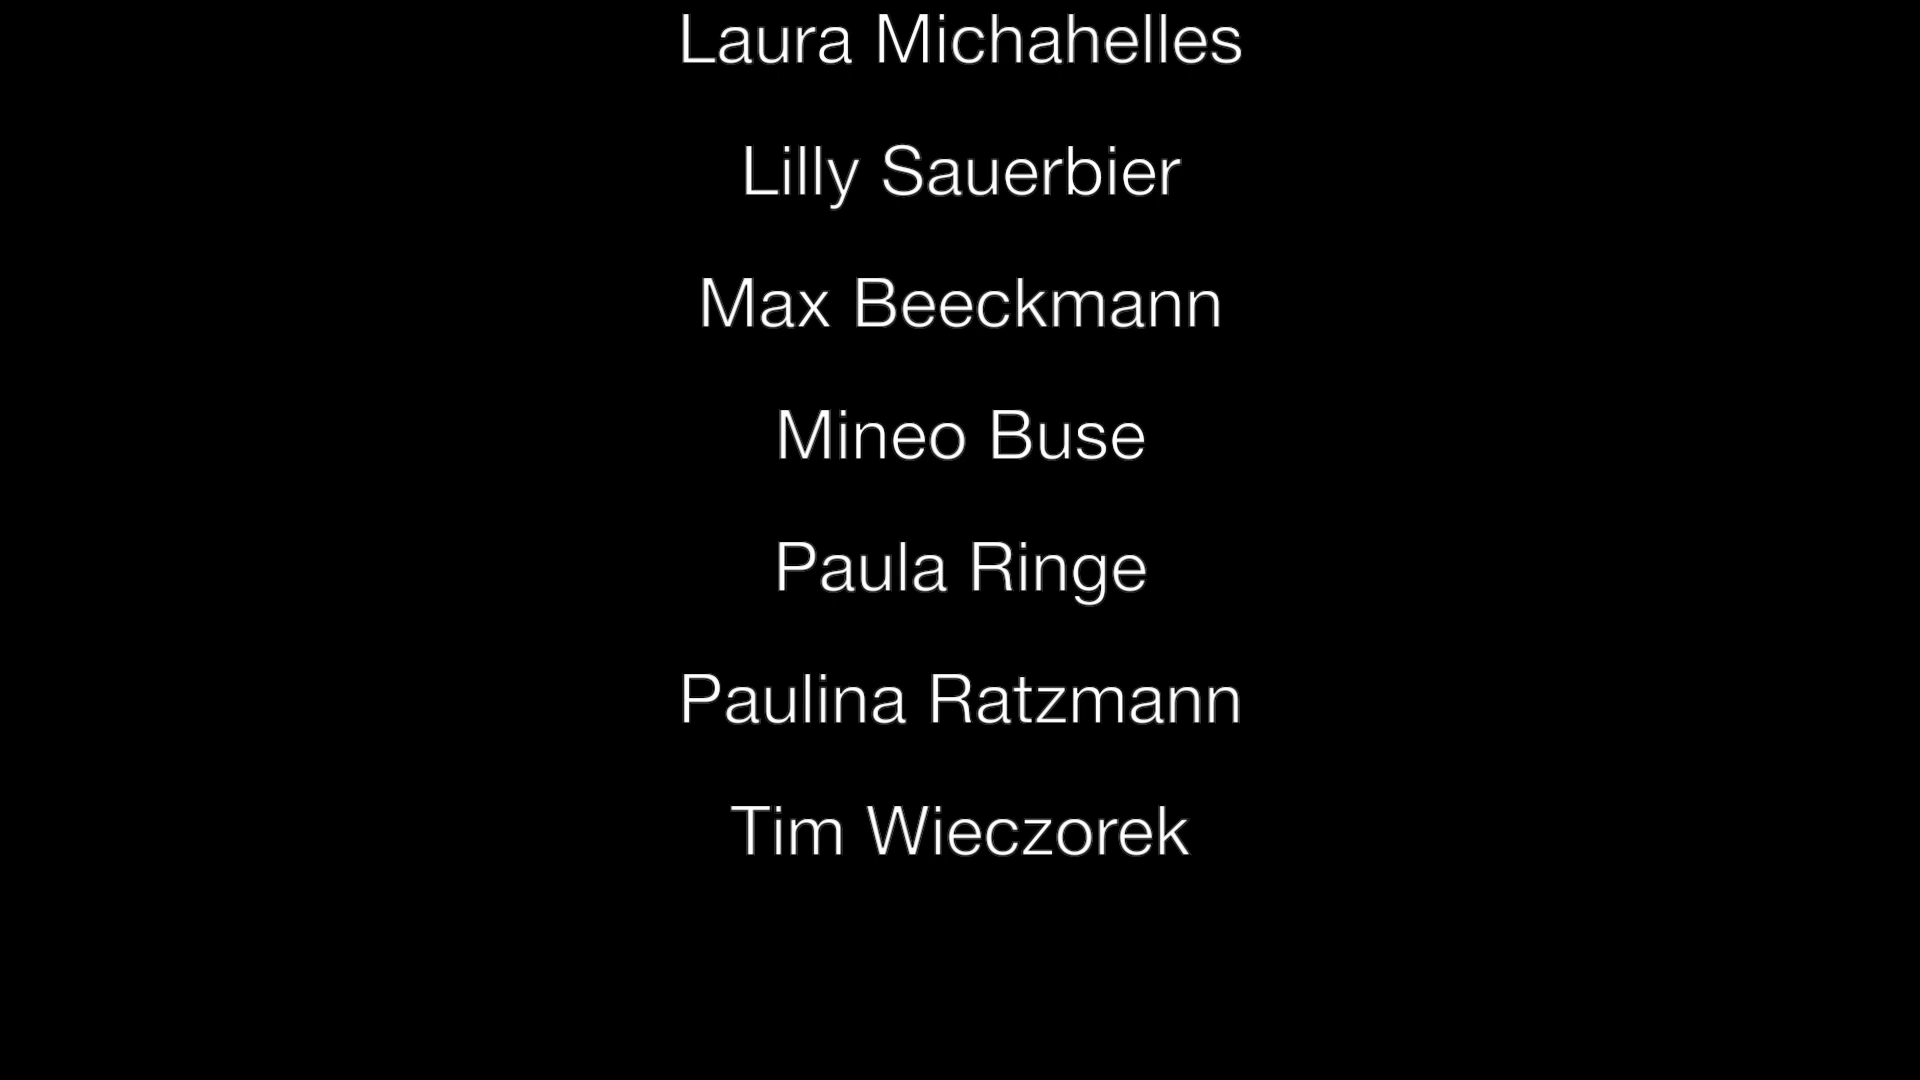 Laura Michahelles
Lilly Sauerbier
Max Beeckmann
Mineo Buse
Paula Ringe
Paulina Ratzmann
Tim Wieczorek